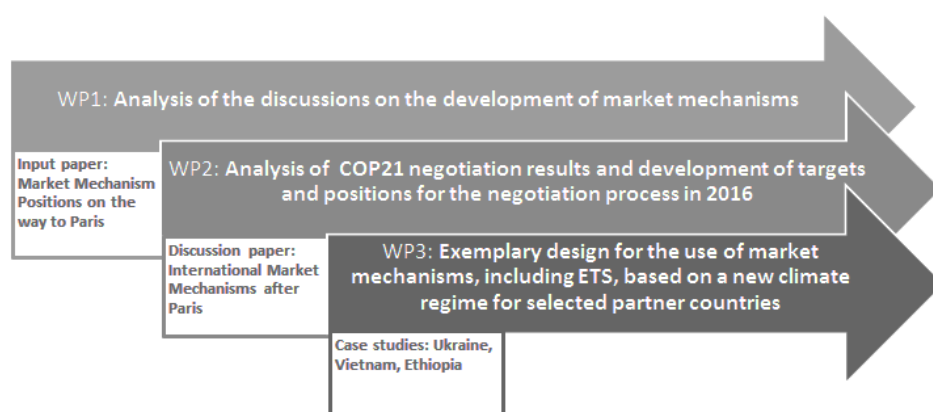 WP1: Analysis of the discussions on the development of market mechanisms
Input paper:
Market Mechanism
Positions on the
way to Paris
WP2: Analysis of COP21 negotiation results and development of targets
and positions for the negotiation process in 2016
Discussion paper:
International Market
Mechanisms after
Paris
WP3: Exemplary design for the use of market
mechanisms, including ETS, based on a new climate
regime for selected partner countries
Case studies: Ukraine,
Vietnam, Ethiopia